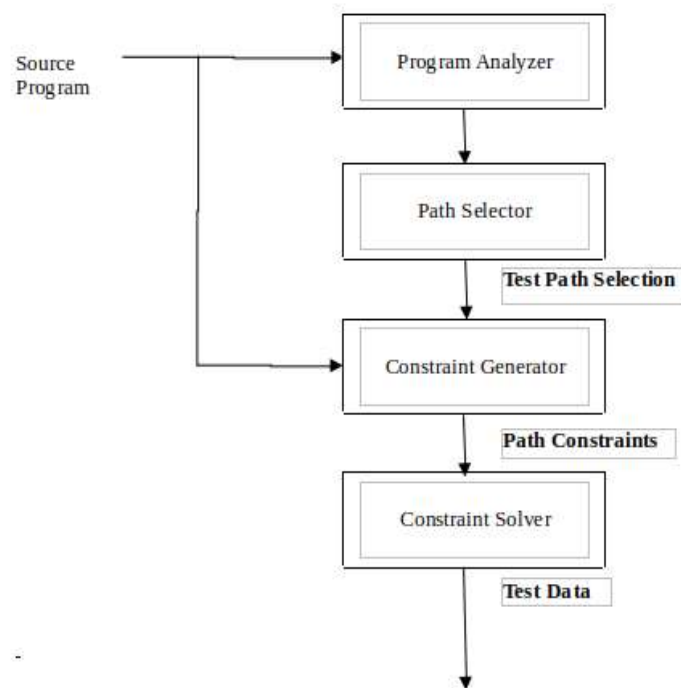 Source
Program
Program Analyzer
Path Selector
Test Path Selection
Constraint Generator
Path Constraints
Constraint Solver
Test Data
-